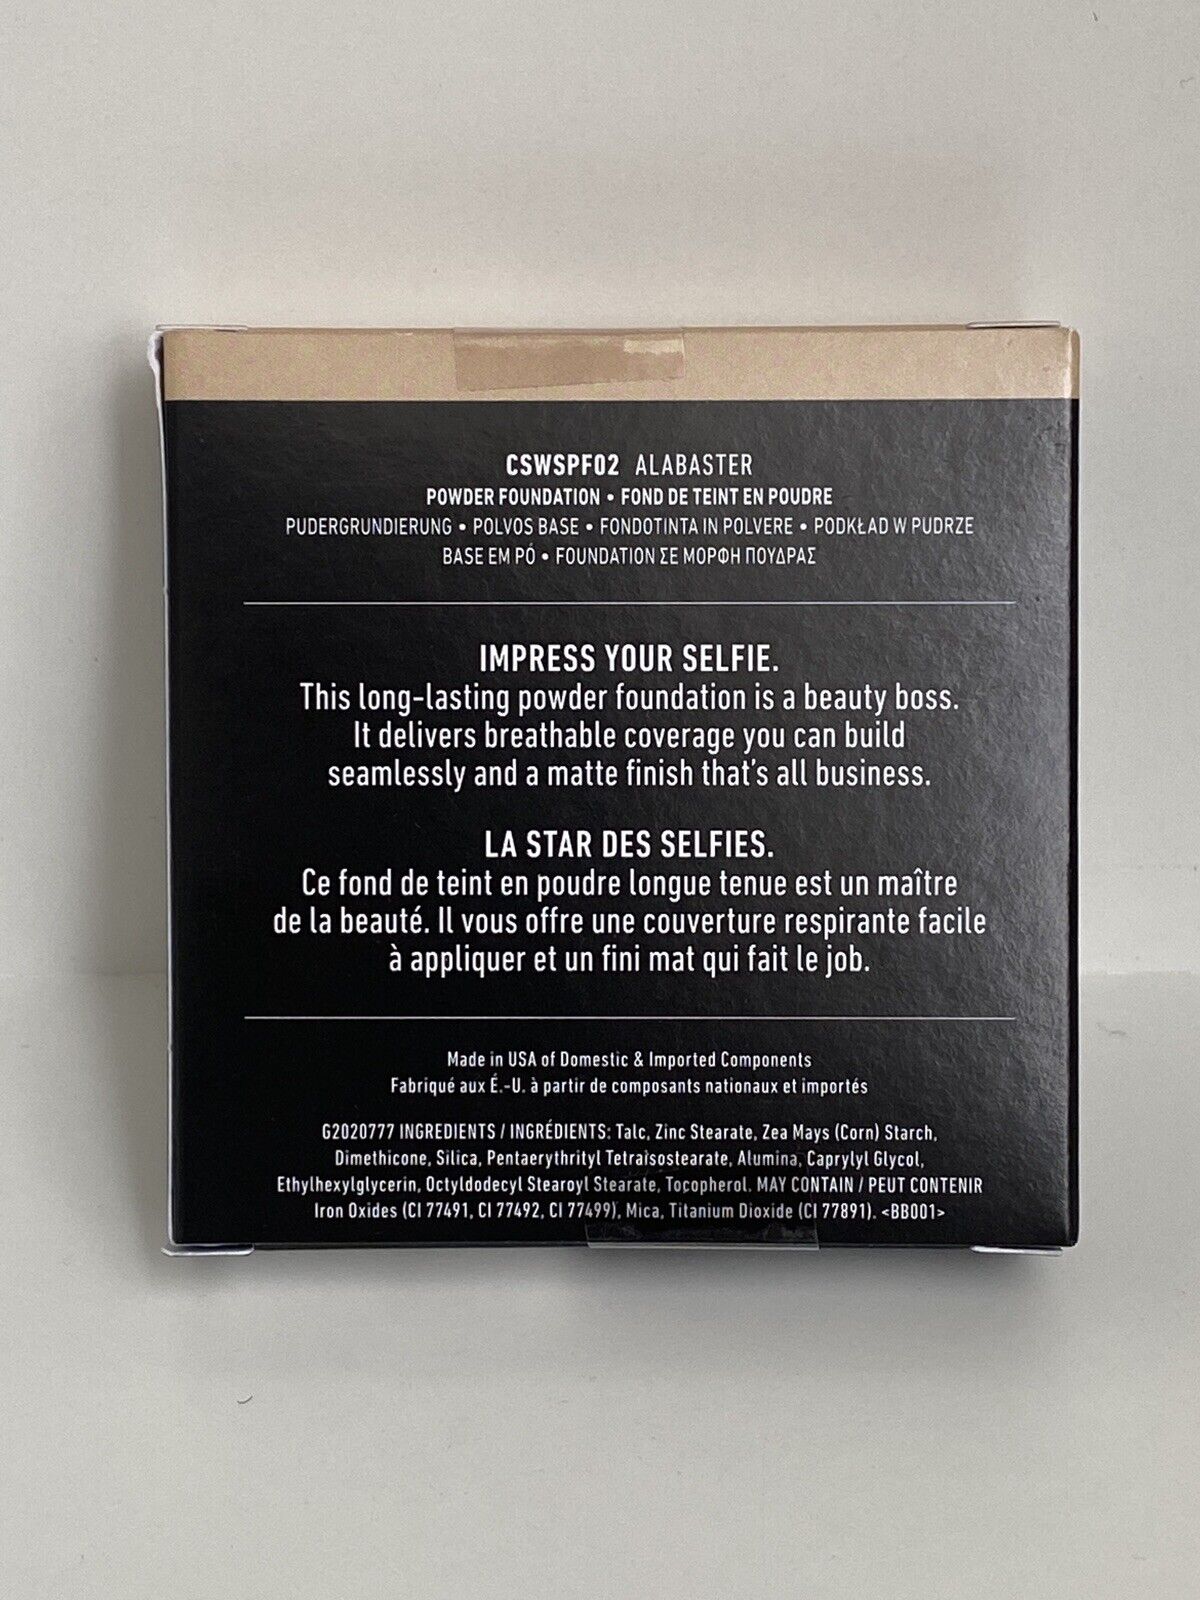 CSWSPF02 ALABASTER
POWDER FOUNDATION • FOND DE TEINT EN POUDRE
PUDERGRUNDIERUNG • POLVOS BASE • FONDOTINTA IN POLVERE • PODKŁAD W PUDRZE
BASE EM PÓ • FOUNDATION ΣΕ ΜΟΡΦΗ ΠΟΥΔΡΑΣ
IMPRESS YOUR SELFIE.
This long-lasting powder foundation is a beauty boss.
It delivers breathable coverage you can build
seamlessly and a matte finish that's all business.
LA STAR DES SELFIES.
Ce fond de teint en poudre longue tenue est un maître
de la beauté. Il vous offre une couverture respirante facile
à appliquer et un fini mat qui fait le job.
Made in USA of Domestic & Imported Components
Fabriqué aux É.-U. à partir de composants nationaux et importés
G2020777 INGREDIENTS / INGRÉDIENTS: Talc, Zinc Stearate, Zea Mays (Corn) Starch,
Dimethicone, Silica, Pentaerythrityl Tetraisostearate, Alumina, Caprylyl Glycol,
Ethylhexylglycerin, Octyldodecyl Stearoyl Stearate, Tocopherol. MAY CONTAIN / PEUT CONTENIR
Iron Oxides (CI 77491, CI 77492, CI 77499), Mica, Titanium Dioxide (CI 77891). <BB001>